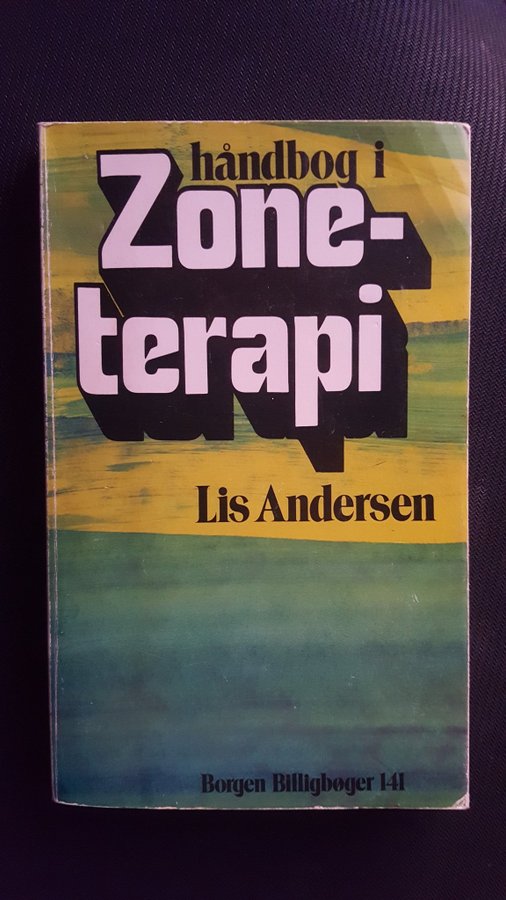 håndbog i
Zone-
terapi
Lis Andersen
Borgen Billigbøger 141